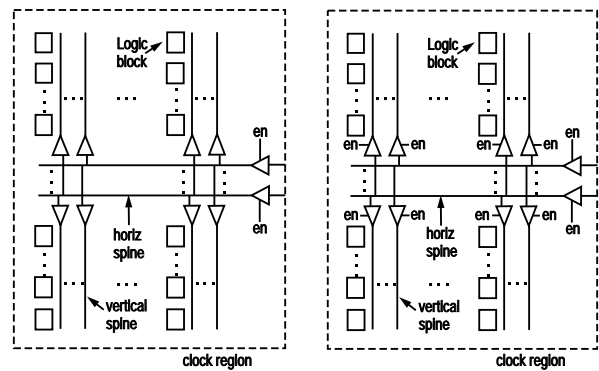 Logic
block
en
en
horiz
spine
vertical
spine
clock region
Logic
block
en
en
en
en
en
en
en
en
en
en
horiz
spine
vertical
spine
clock region